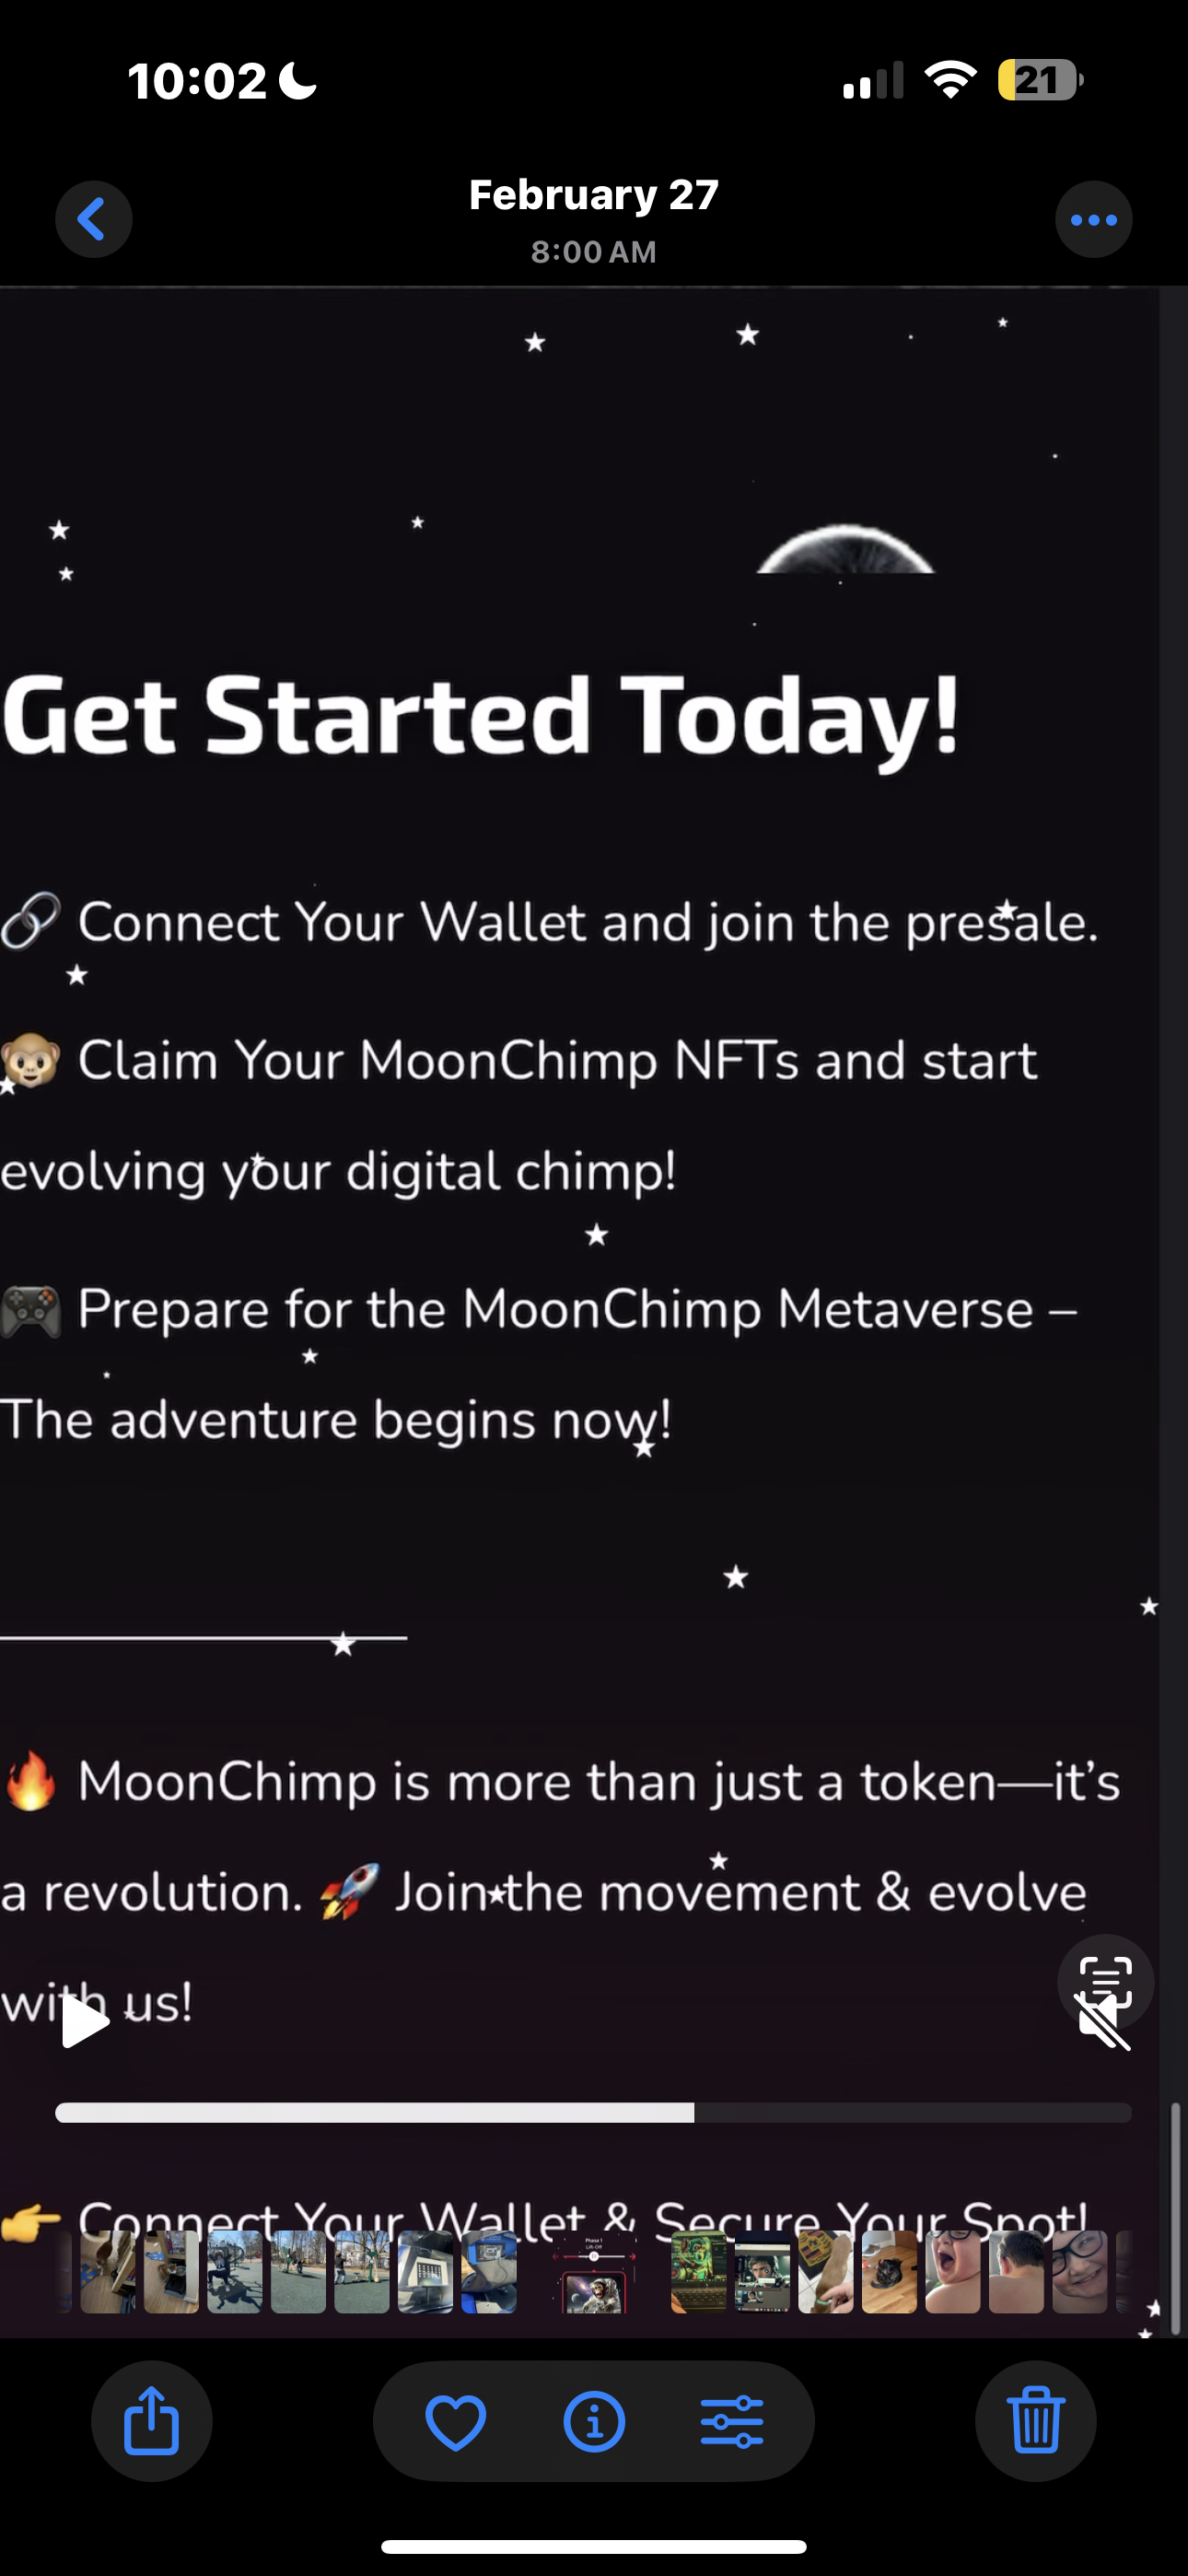 10:02
21
February 27
8:00 AM
Get Started Today!
🔗 Connect Your Wallet and join the presale.
🐵 Claim Your MoonChimp NFTs and start
evolving your digital chimp!
🎮 Prepare for the MoonChimp Metaverse –
The adventure begins now!
🔥 MoonChimp is more than just a token—it’s
a revolution. 🚀 Join the movement & evolve
with us!
👉 Connect Your Wallet & Secure Your Spot!